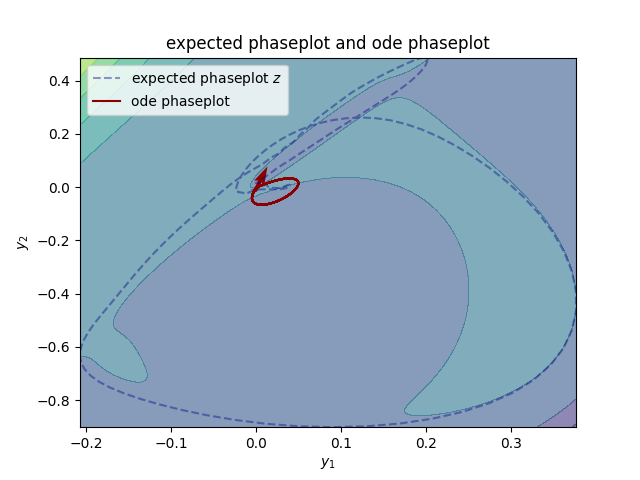 expected phaseplot and ode phaseplot
expected phaseplot z
ode phaseplot
0.4
0.2
0.0
−0.2
−0.4
−0.6
−0.8
y₂
−0.2
−0.1
0.0
0.1
0.2
0.3
y₁